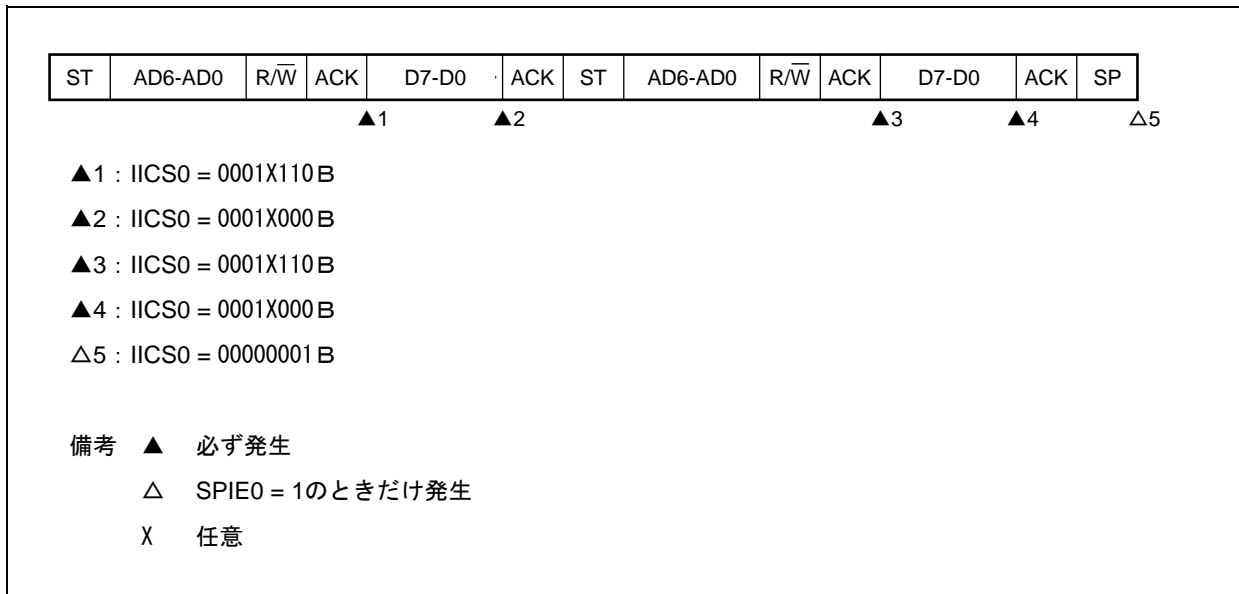 ST AD6-AD0 R/W̅ ACK D7-D0 ACK ST AD6-AD0 R/W̅ ACK D7-D0 ACK SP
▲1 ▲2 ▲3 ▲4 △5
▲1：IICS0 = 0001X110B
▲2：IICS0 = 0001X000B
▲3：IICS0 = 0001X110B
▲4：IICS0 = 0001X000B
△5：IICS0 = 00000001B
備考 ▲ 必ず発生
△ SPIE0 = 1のときだけ発生
X 任意